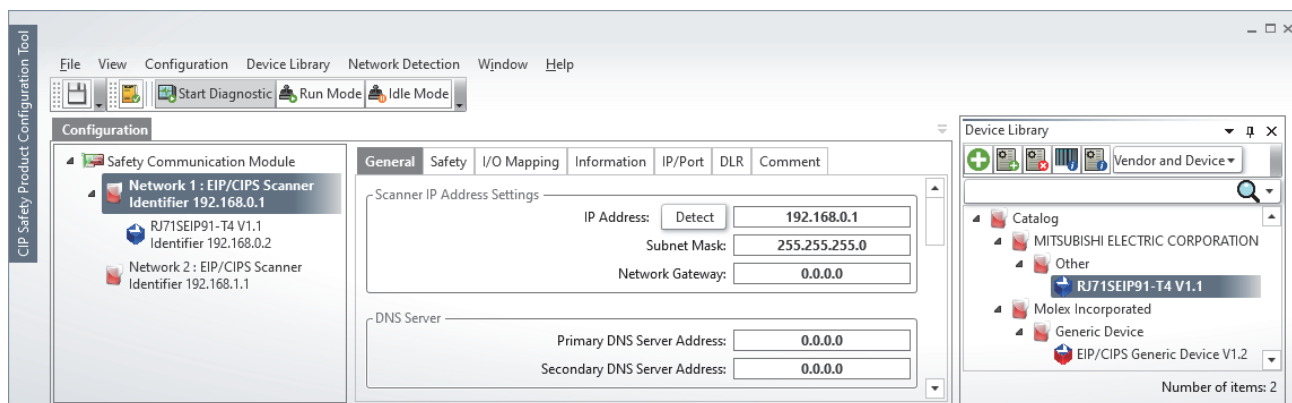 CIP Safety Product Configuration Tool
File View Configuration Device Library Network Detection Window Help
Start Diagnostic Run Mode Idle Mode
Configuration
Safety Communication Module
Network 1 : EIP/CIPS Scanner
Identifier 192.168.0.1
RJ71SEIP91-T4 V1.1
Identifier 192.168.0.2
Network 2 : EIP/CIPS Scanner
Identifier 192.168.1.1
General Safety I/O Mapping Information IP/Port DLR Comment
Scanner IP Address Settings
IP Address: Detect 192.168.0.1
Subnet Mask: 255.255.255.0
Network Gateway: 0.0.0.0
DNS Server
Primary DNS Server Address: 0.0.0.0
Secondary DNS Server Address: 0.0.0.0
Device Library
Vendor and Device
Catalog
MITSUBISHI ELECTRIC CORPORATION
Other
RJ71SEIP91-T4 V1.1
Molex Incorporated
Generic Device
EIP/CIPS Generic Device V1.2
Number of items: 2